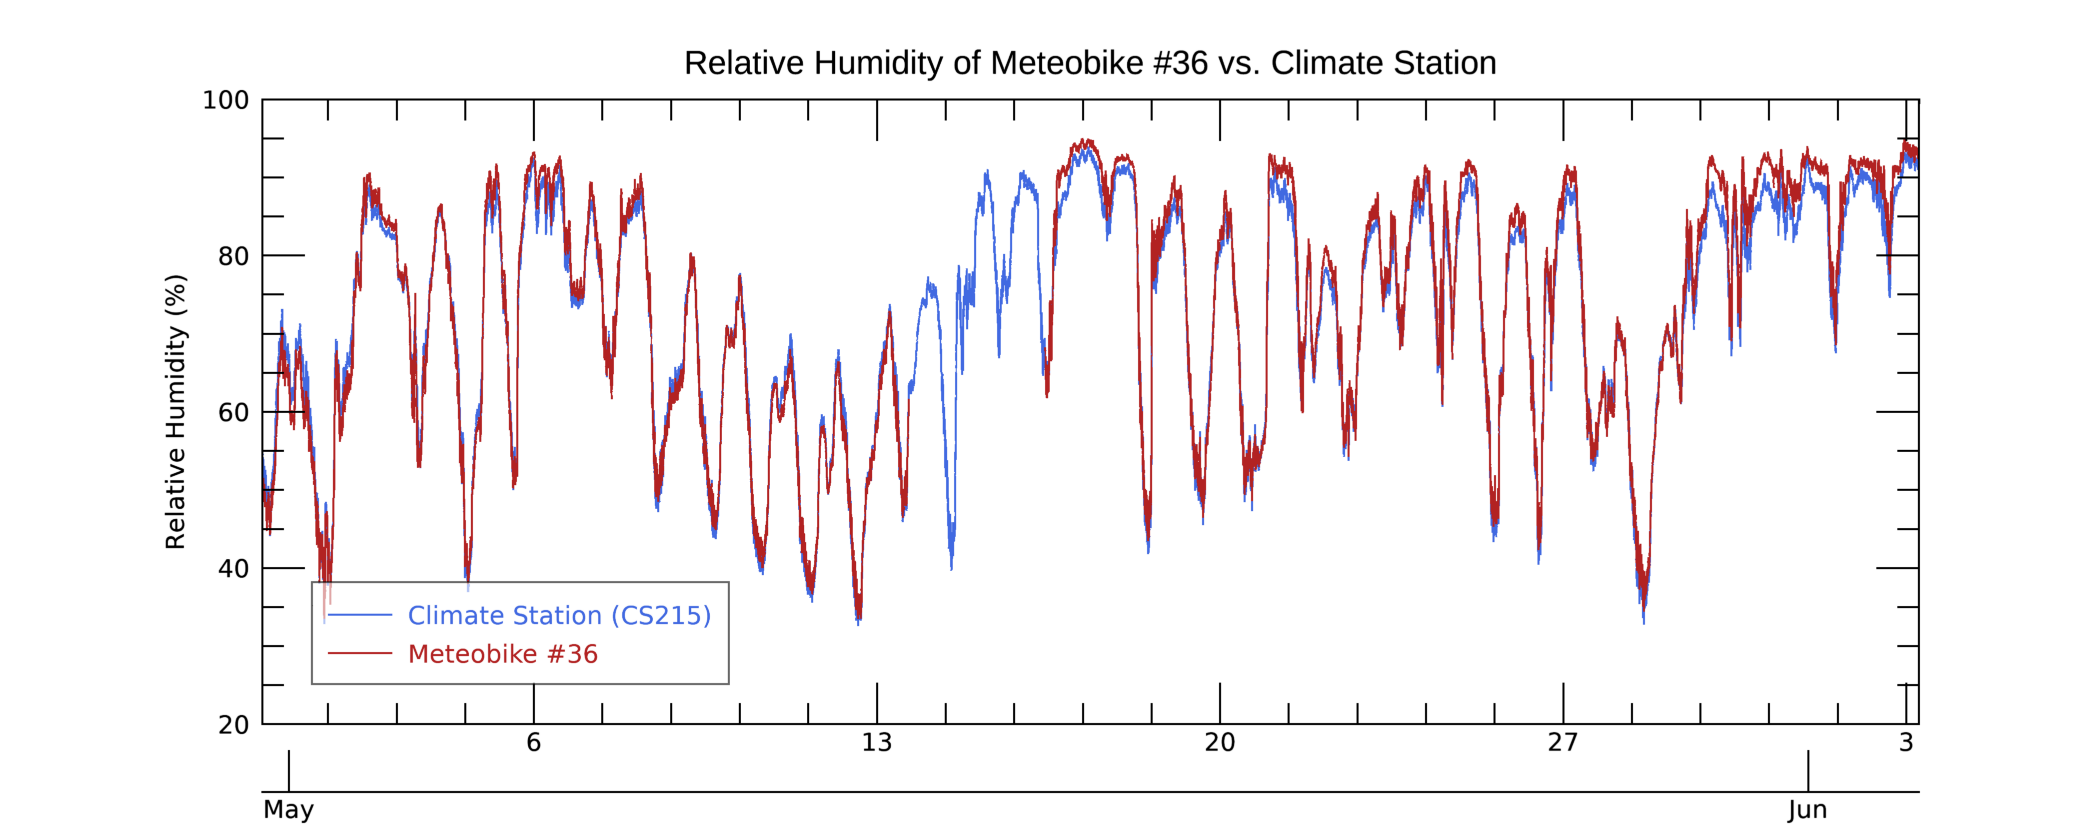 Relative Humidity of Meteobike #36 vs. Climate Station
Relative Humidity (%)
100
80
60
40
20
Climate Station (CS215)
Meteobike #36
6 13 20 27 3
May Jun